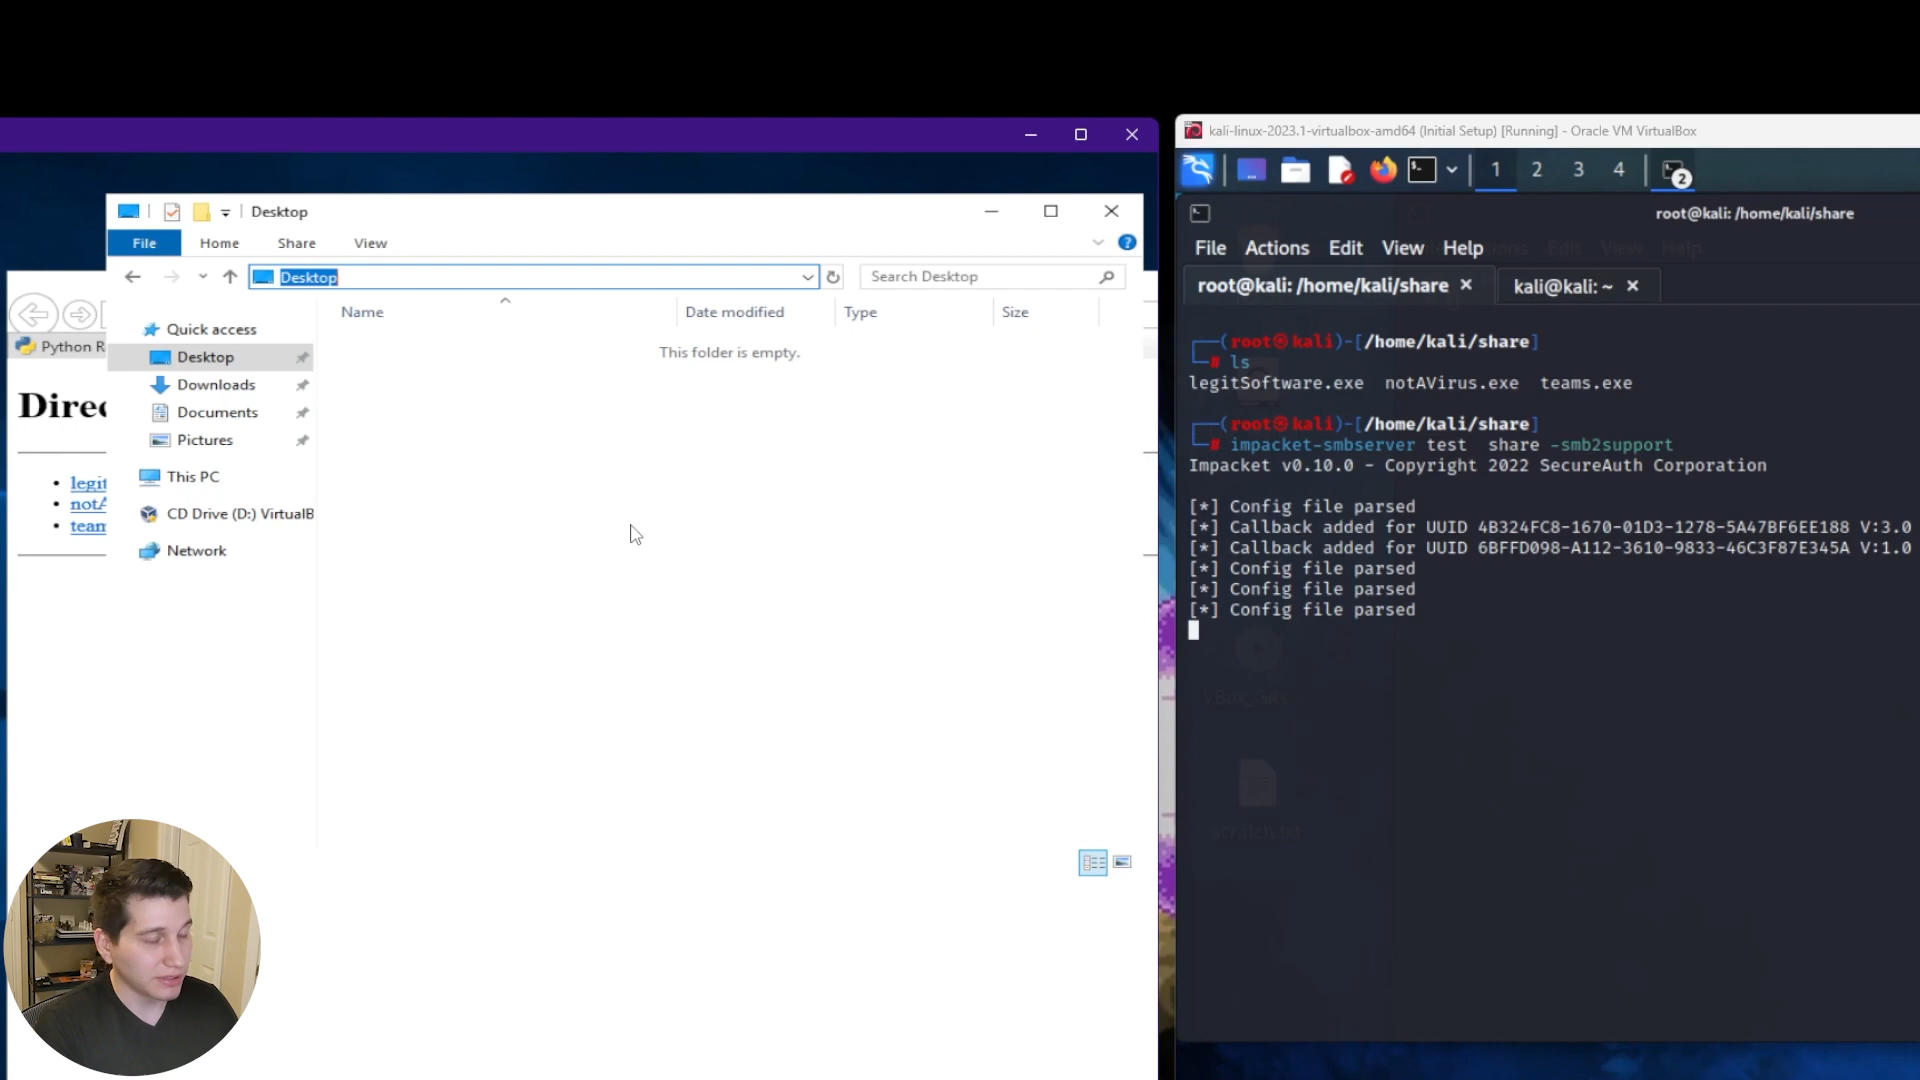 Desktop
File Home Share View
Desktop
Search Desktop
Name Date modified Type Size
This folder is empty.
Quick access
Desktop
Downloads
Documents
Pictures
This PC
CD Drive (D:) VirtualB
Network
Python R
Direc
legit
notA
team
kali-linux-2023.1-virtualbox-amd64 (Initial Setup) [Running] - Oracle VM VirtualBox
1 2 3 4
2
root@kali: /home/kali/share
File Actions Edit View Help
root@kali: /home/kali/share × kali@kali: ~ ×
┌──(root㉿kali)-[/home/kali/share]
└─# ls
legitSoftware.exe notAVirus.exe teams.exe
┌──(root㉿kali)-[/home/kali/share]
└─# impacket-smbserver test  share -smb2support
Impacket v0.10.0 - Copyright 2022 SecureAuth Corporation
[*] Config file parsed
[*] Callback added for UUID 4B324FC8-1670-01D3-1278-5A47BF6EE188 V:3.0
[*] Callback added for UUID 6BFFD098-A112-3610-9833-46C3F87E345A V:1.0
[*] Config file parsed
[*] Config file parsed
[*] Config file parsed
scratch.txt